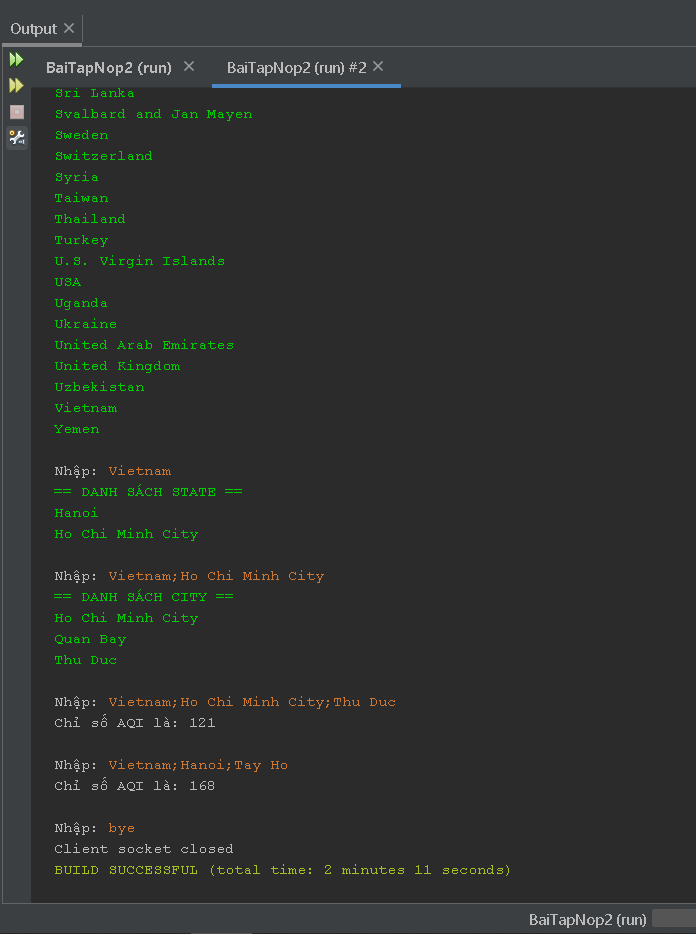 Output
BaiTapNop2 (run)
BaiTapNop2 (run) #2
Sri Lanka
Svalbard and Jan Mayen
Sweden
Switzerland
Syria
Taiwan
Thailand
Turkey
U.S. Virgin Islands
USA
Uganda
Ukraine
United Arab Emirates
United Kingdom
Uzbekistan
Vietnam
Yemen
Nhập: Vietnam
== DANH SÁCH STATE ==
Hanoi
Ho Chi Minh City
Nhập: Vietnam;Ho Chi Minh City
== DANH SÁCH CITY ==
Ho Chi Minh City
Quan Bay
Thu Duc
Nhập: Vietnam;Ho Chi Minh City;Thu Duc
Chỉ số AQI là: 121
Nhập: Vietnam;Hanoi;Tay Ho
Chỉ số AQI là: 168
Nhập: bye
Client socket closed
BUILD SUCCESSFUL (total time: 2 minutes 11 seconds)
BaiTapNop2 (run)